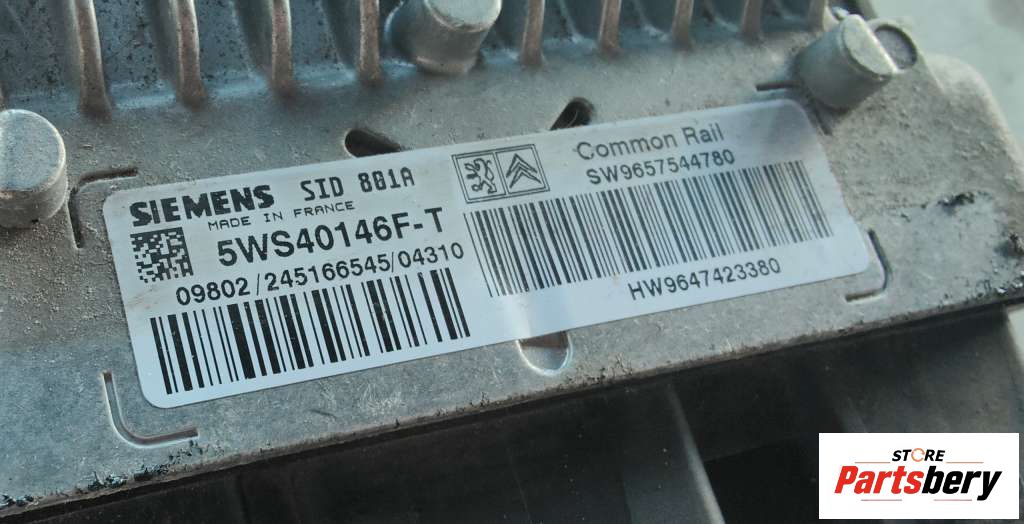 SIEMENS SID 801A
MADE IN FRANCE
5WS40146F-T
09802/245166545/04310
Common Rail
SW9657544780
HW9647423380
STORE
Partsbery